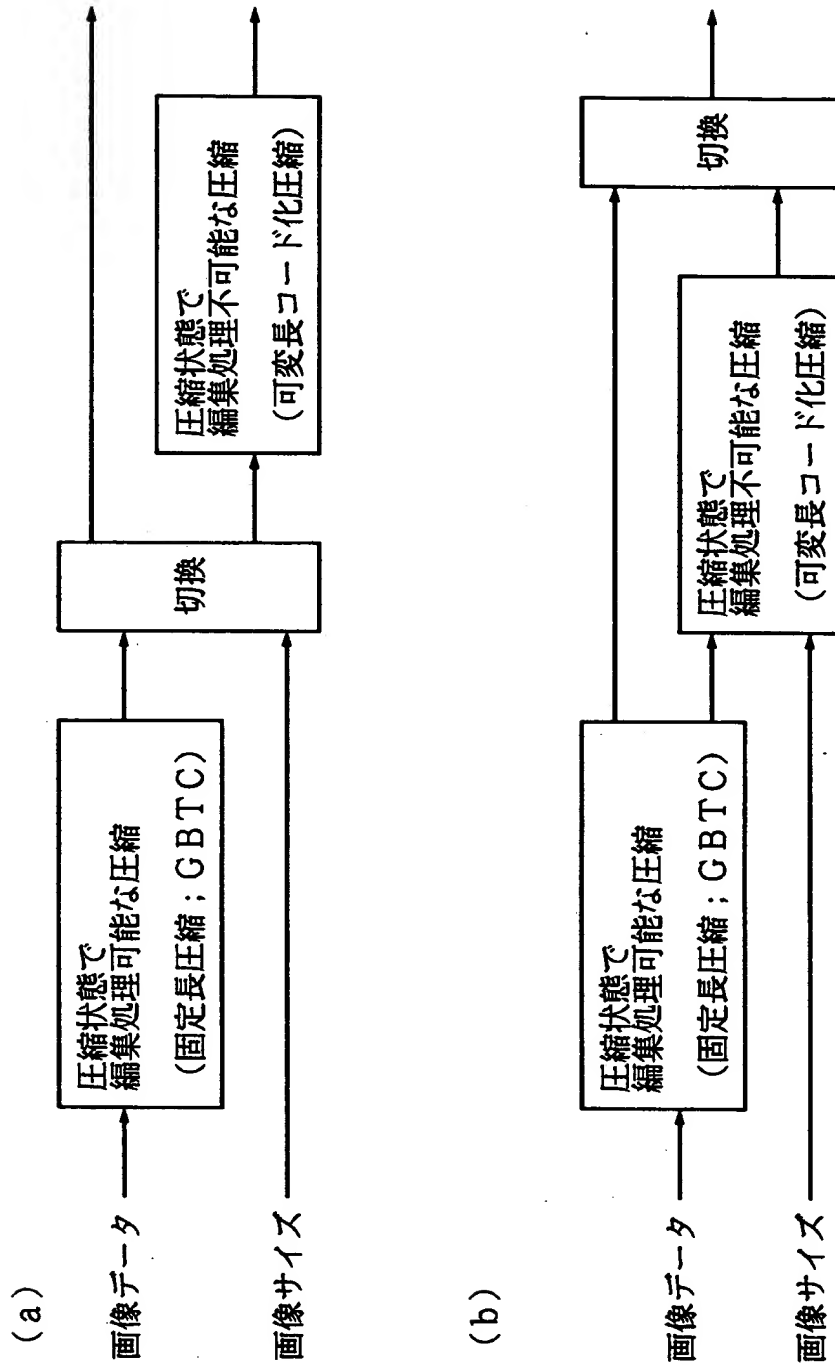 (a)
画像データ
画像サイズ
圧縮状態で
編集処理可能な圧縮
(固定長圧縮;GBTC)
切換
圧縮状態で
編集処理不可能な圧縮
(可変長コード化圧縮)
(b)
画像データ
画像サイズ
圧縮状態で
編集処理可能な圧縮
(固定長圧縮;GBTC)
圧縮状態で
編集処理不可能な圧縮
(可変長コード化圧縮)
切換